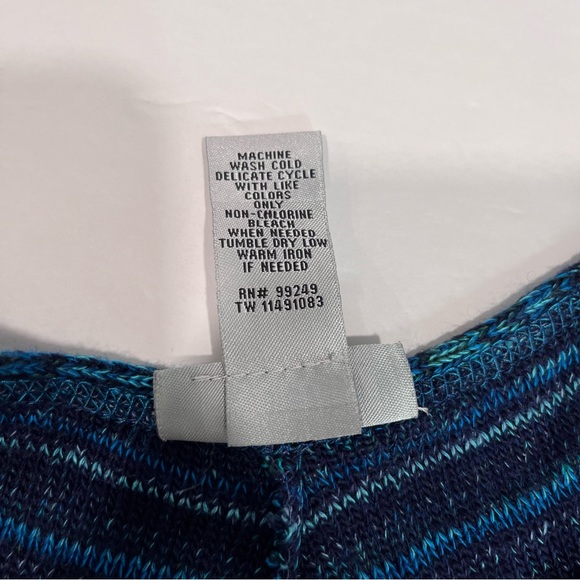 MACHINE
WASH COLD
DELICATE CYCLE
WITH LIKE
COLORS
ONLY
NON-CHLORINE
BLEACH
WHEN NEEDED
TUMBLE DRY LOW
WARM IRON
IF NEEDED
RN# 99249
TW 11491083